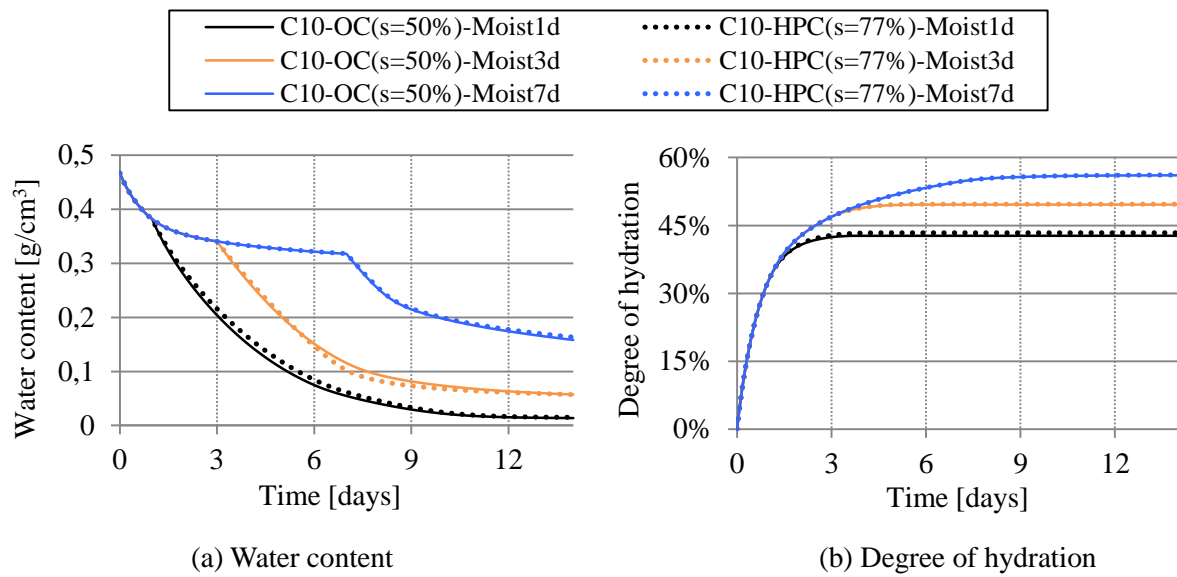 C10-OC(s=50%)-Moist1d
C10-HPC(s=77%)-Moist1d
C10-OC(s=50%)-Moist3d
C10-HPC(s=77%)-Moist3d
C10-OC(s=50%)-Moist7d
C10-HPC(s=77%)-Moist7d
Water content [g/cm³]
0,5
0,4
0,3
0,2
0,1
0
0 3 6 9 12
Time [days]
(a) Water content
Degree of hydration
60%
45%
30%
15%
0%
0 3 6 9 12
Time [days]
(b) Degree of hydration